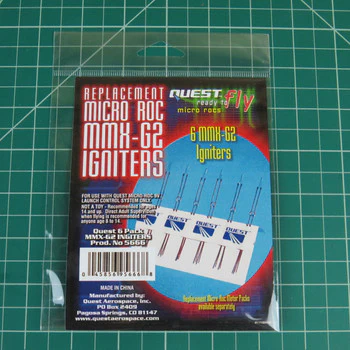 REPLACEMENT
MICRO ROC
MMX-G2
IGNITERS
FOR USE WITH QUEST MICRO ROC 6V
LAUNCH CONTROL SYSTEM ONLY
NOT A TOY - Recommended for ages
14 and up. Direct Adult Supervision
when flying is recommended for
anyone age 8 to 14
Quest 6 Pack
MMX-G2 INGITERS
Prod. No 5666
MADE IN CHINA
Manufactured by:
Quest Aerospace, Inc.
PO Box 2409
Pagosa Springs, CO 81147
www.questaerospace.com
QUEST
ready to fly
micro rocs
6 MMX-G2
Igniters
QUEST QUEST QUEST QUEST
Replacement Micro Roc Motor Packs
available separately